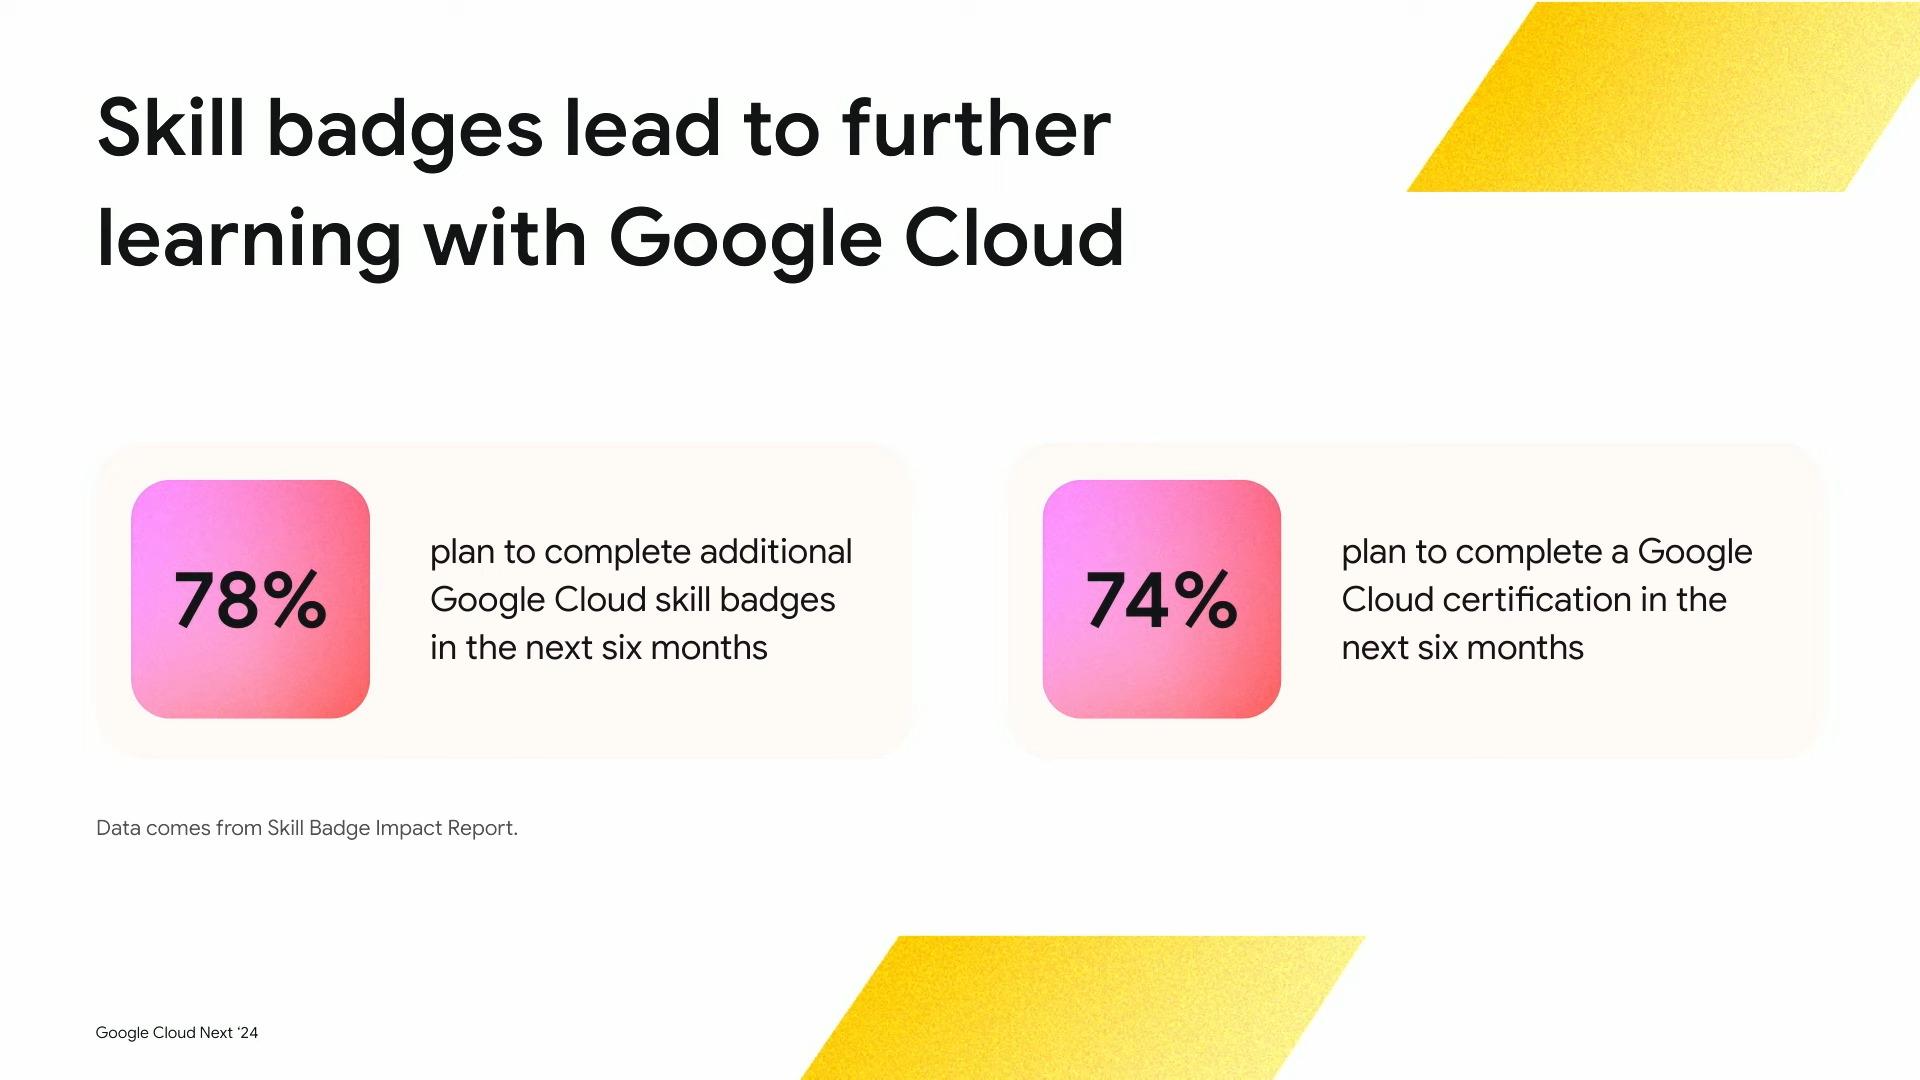 Skill badges lead to further
learning with Google Cloud
78%
plan to complete additional
Google Cloud skill badges
in the next six months
74%
plan to complete a Google
Cloud certification in the
next six months
Data comes from Skill Badge Impact Report.
Google Cloud Next ‘24